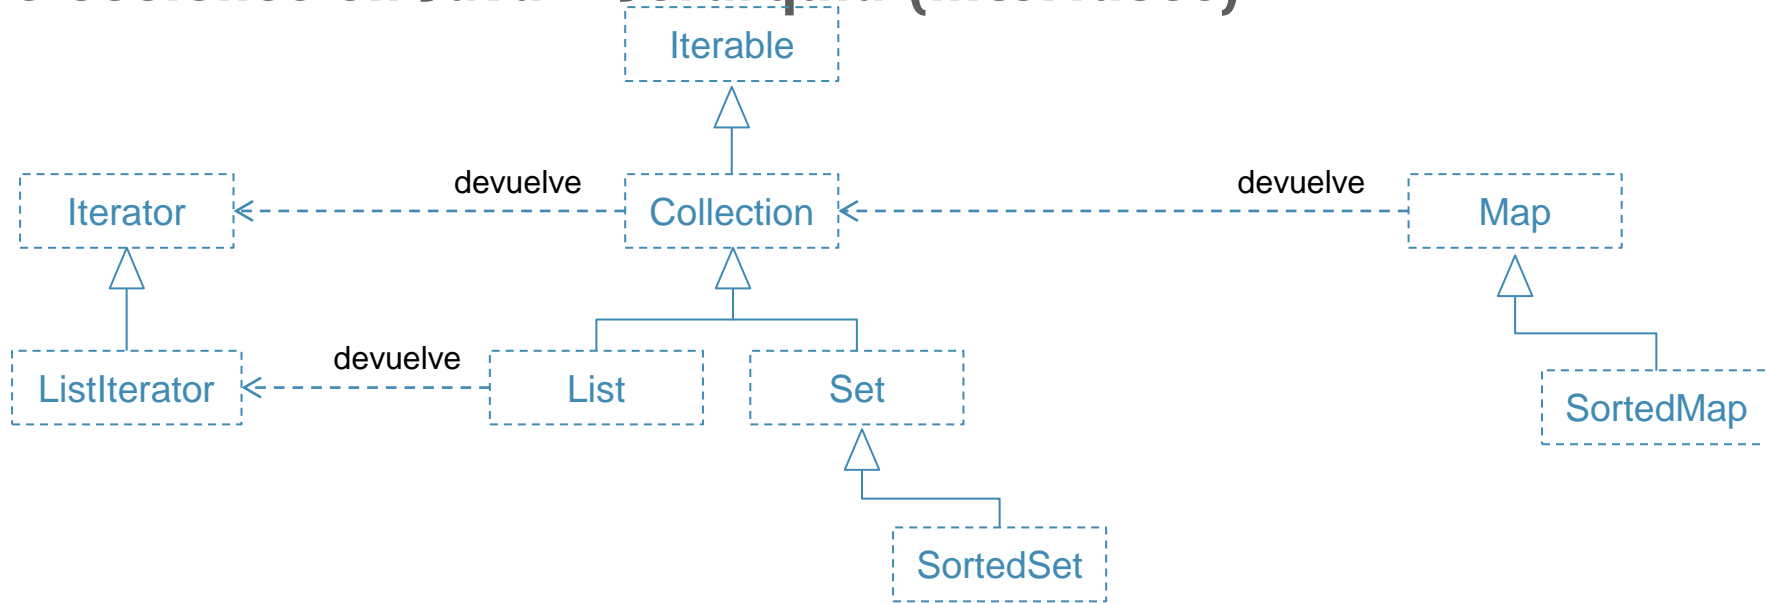 Iterable
devuelve
devuelve
Iterator
Collection
Map
devuelve
ListIterator
List
Set
SortedMap
SortedSet